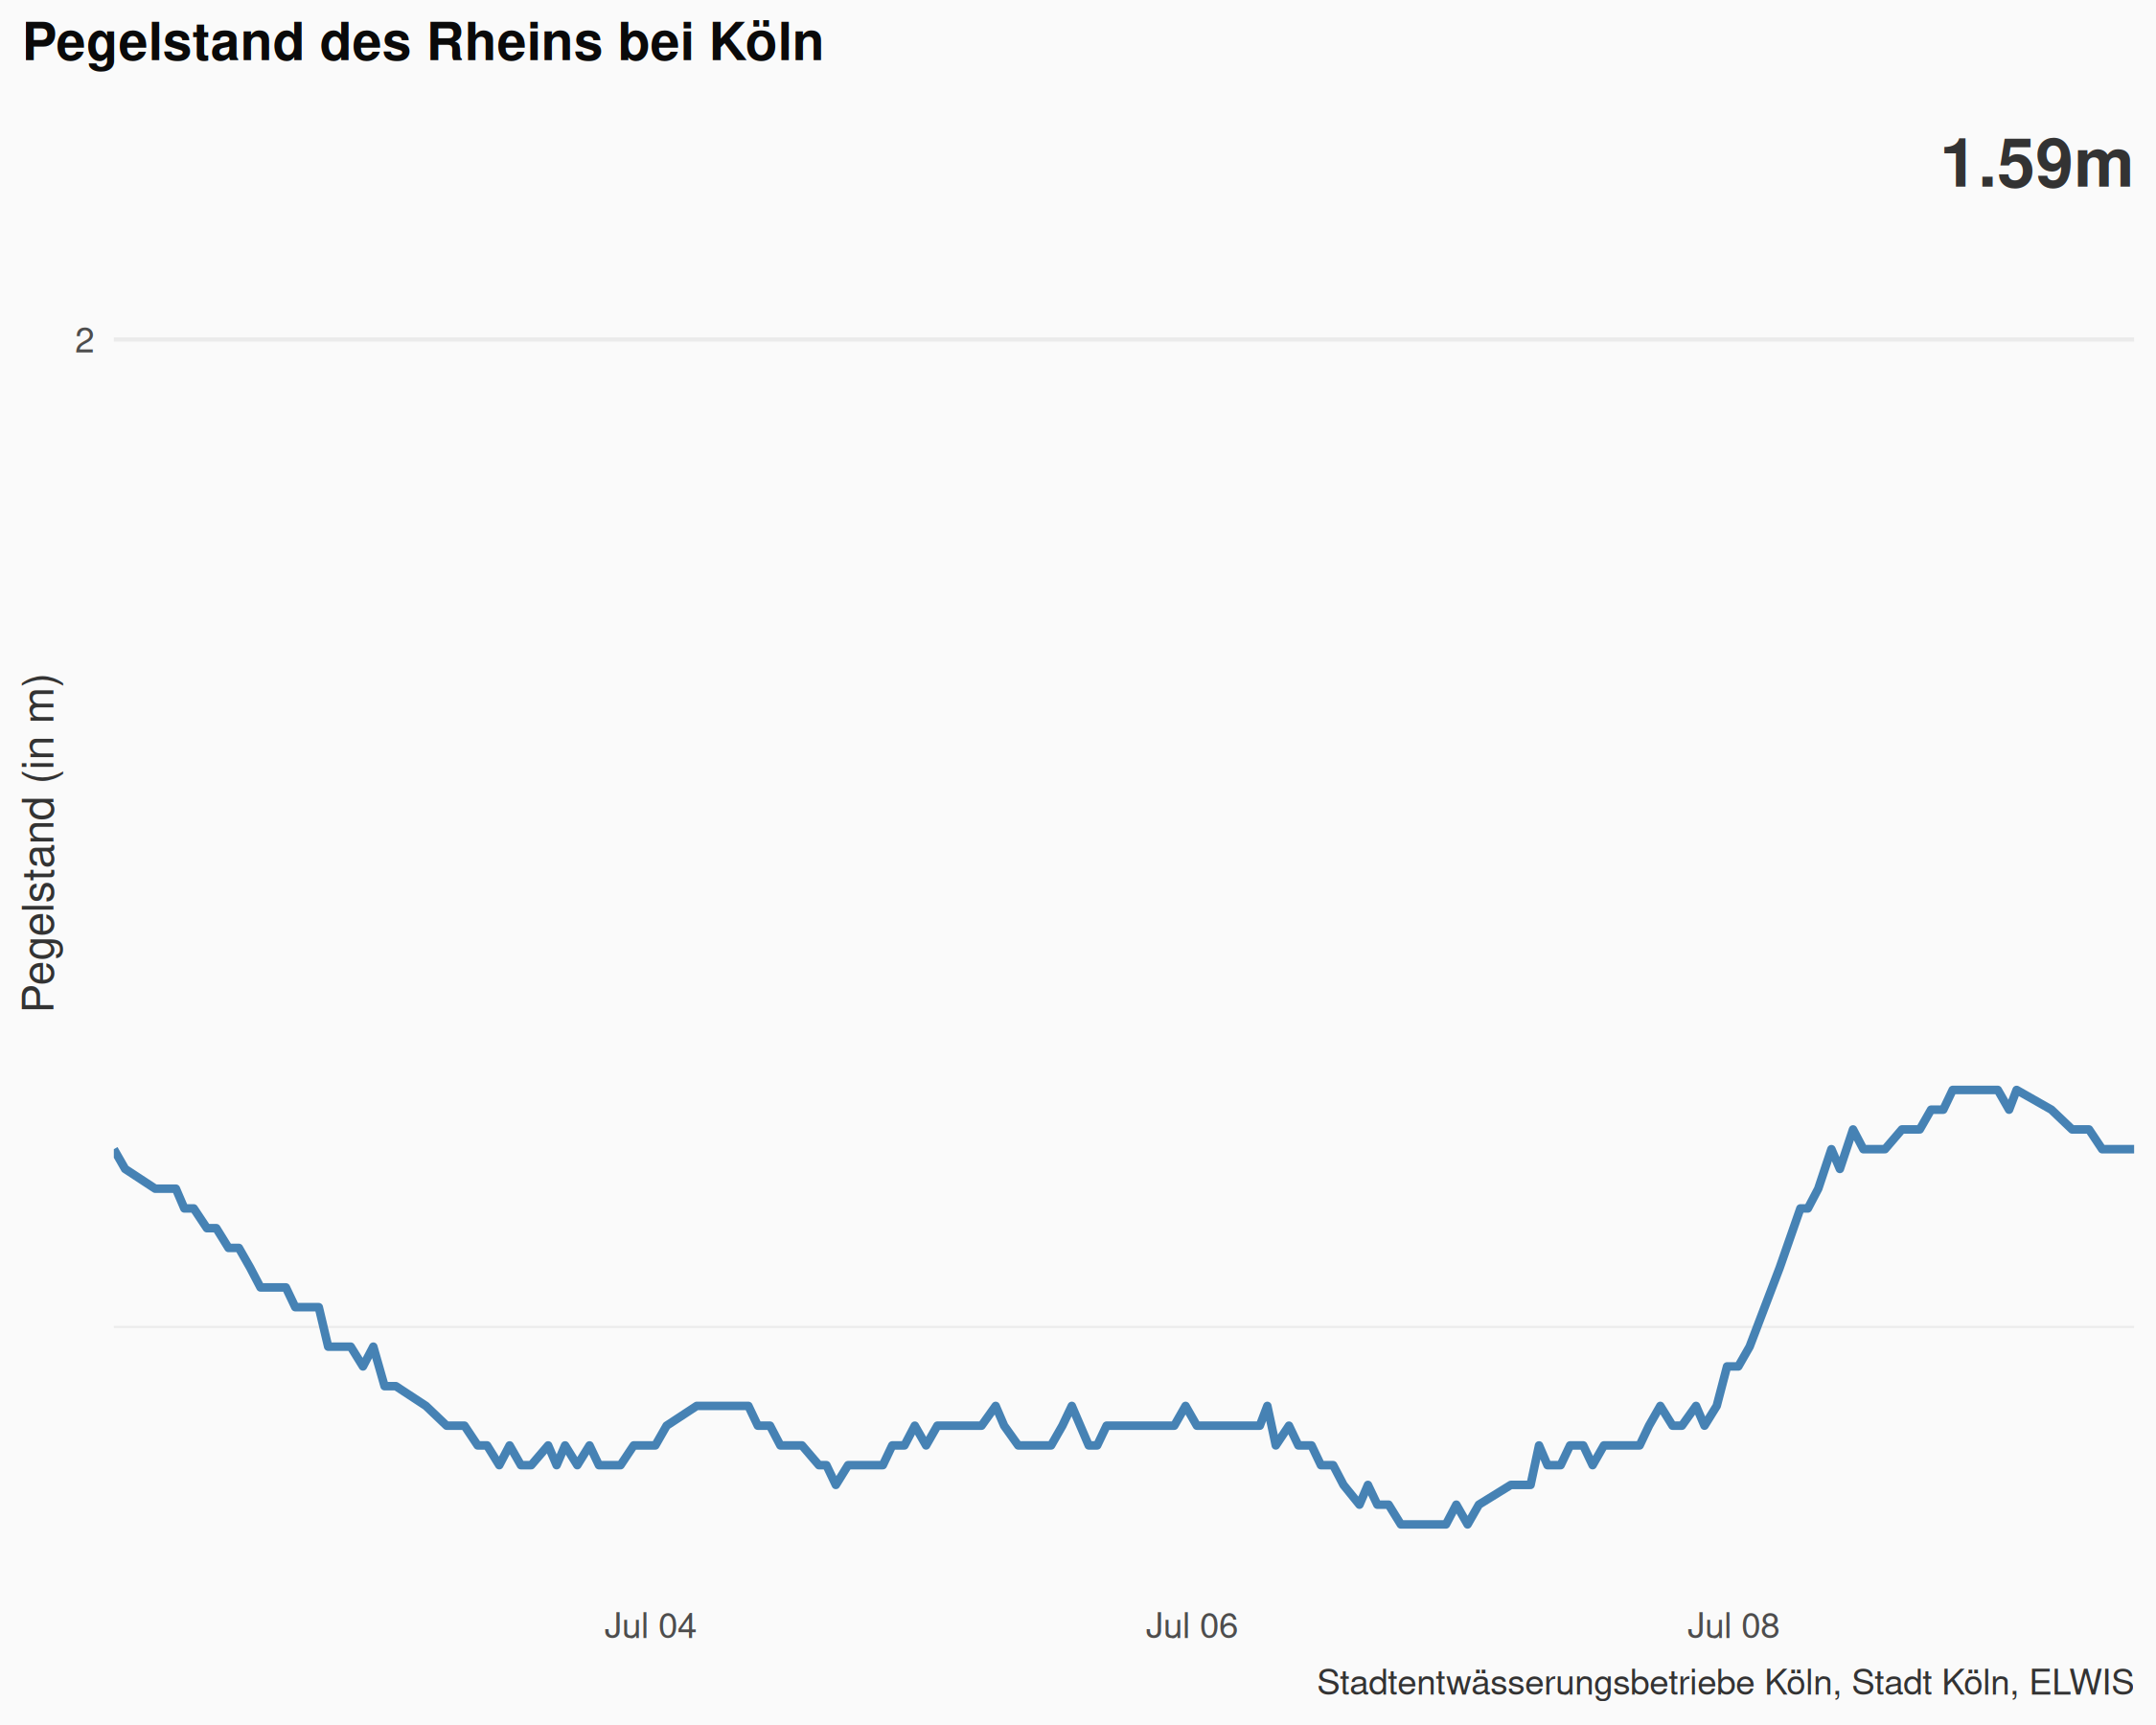 Pegelstand des Rheins bei Köln
1.59m
2
Pegelstand (in m)
Jul 04
Jul 06
Jul 08
Stadtentwässerungsbetriebe Köln, Stadt Köln, ELWIS